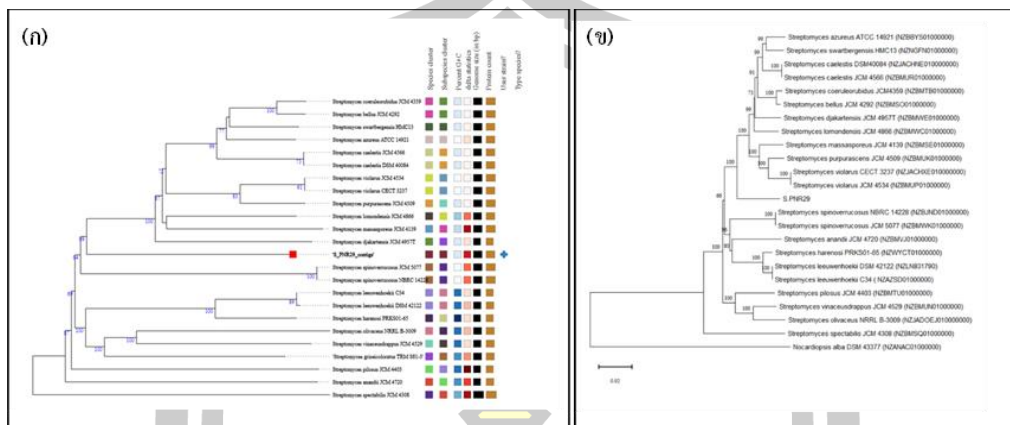 (ก)
Species cluster
Subspecies cluster
Percent G+C
delta statistics
Genome size (in bp)
Protein count
User strain?
Type species?
Streptomyces coeruleorubidus JCM 4359
Streptomyces bellus JCM 4292
Streptomyces swartbergensis HMC13
Streptomyces azureus ATCC 14921
Streptomyces caelestis JCM 4566
Streptomyces caelestis DSM 40084
Streptomyces violarus JCM 4534
Streptomyces violarus CECT 3237
Streptomyces purpurascens JCM 4509
Streptomyces lomondensis JCM 4866
Streptomyces massasporeus JCM 4139
Streptomyces djakartensis JCM 4957T
'S_PNR29_contigs'
Streptomyces spinoverrucosus JCM 5077
Streptomyces spinoverrucosus NBRC 14228
Streptomyces leeuwenhoekii C34
Streptomyces leeuwenhoekii DSM 42122
Streptomyces harenosi PRKS01-65
Streptomyces olivaceus NRRL B-3009
Streptomyces vinaceusdrappus JCM 4529
Streptomyces griseicoloratus TRM
Streptomyces pilosus JCM 4403
Streptomyces anandii JCM 4720
Streptomyces spectabilis JCM 4308
(ข)
Streptomyces azureus ATCC 14921 (NZBBYS01000000)
Streptomyces swartbergensis HMC13 (NZNGFN01000000)
Streptomyces caelestis DSM40084 (NZJACHNE010000000)
Streptomyces caelestis JCM 4566 (NZBMUR01000000)
Streptomyces coeruleorubidus JCM4359 (NZBMTB01000000)
Streptomyces bellus JCM 4292 (NZBMSO01000000)
Streptomyces djakartensis JCM 4957T (NZBMWE01000000)
Streptomyces lomondensis JCM 4866 (NZBMWC01000000)
Streptomyces massasporeus JCM 4139 (NZBMSE01000000)
Streptomyces purpurascens JCM 4509 (NZBMUK01000000)
Streptomyces violarus CECT 3237 (NZJACHXE01000000)
Streptomyces violarus JCM 4534 (NZBMUP01000000)
S.PNR29
Streptomyces spinoverrucosus NBRC 14228 (NZBJND01000000)
Streptomyces spinoverrucosus JCM 5077 (NZBMWK01000000)
Streptomyces anandii JCM 4720 (NZBMVJ01000000)
Streptomyces harenosi PRKS01-65 (NZWYCT01000000)
Streptomyces leeuwenhoekii DSM 42122 (NZLN831790)
Streptomyces leeuwenhoekii C34 (NZAZSD01000000)
Streptomyces pilosus JCM 4403 (NZBMTU01000000)
Streptomyces vinaceusdrappus JCM 4529 (NZBMUN01000000)
Streptomyces olivaceus NRRL B-3009 (NZJADOEJ010000000)
Streptomyces spectabilis JCM 4308 (NZBMSQ01000000)
Nocardiopsis alba DSM 43377 (NZANAC01000000)
0.02